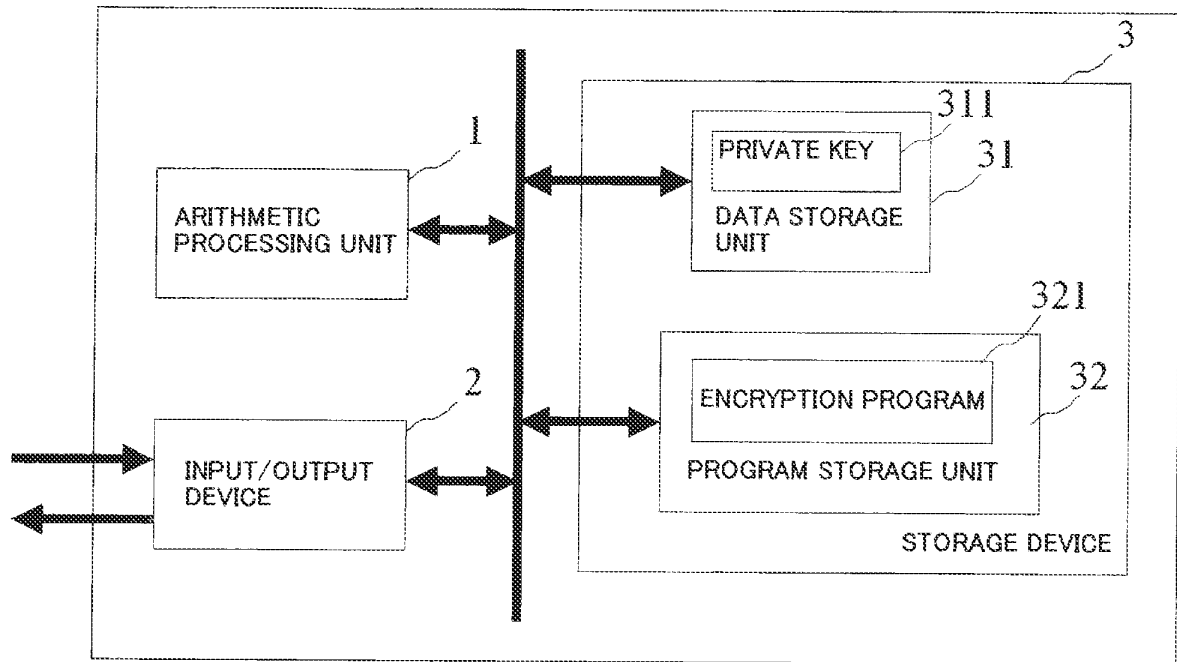 3
311
PRIVATE KEY
31
DATA STORAGE
UNIT
1
ARITHMETIC
PROCESSING UNIT
321
ENCRYPTION PROGRAM
32
PROGRAM STORAGE UNIT
2
INPUT/OUTPUT
DEVICE
STORAGE DEVICE